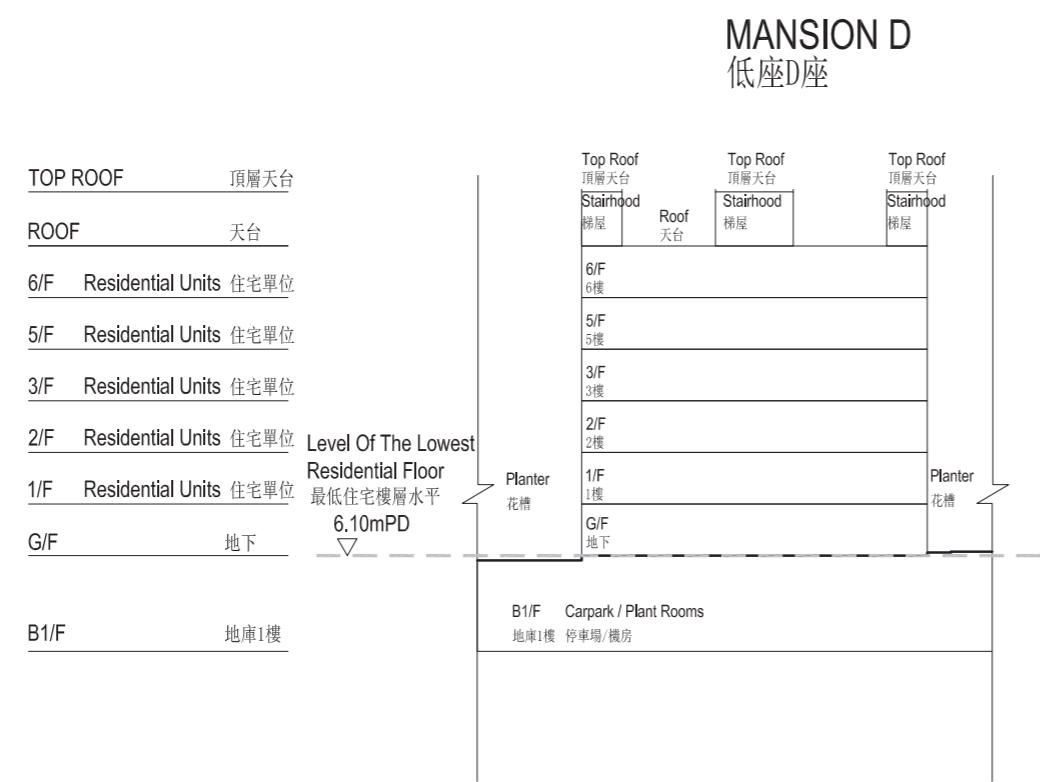 MANSION D
低座D座
TOP ROOF 頂層天台
ROOF 天台
6/F Residential Units 住宅單位
5/F Residential Units 住宅單位
3/F Residential Units 住宅單位
2/F Residential Units 住宅單位
1/F Residential Units 住宅單位
G/F 地下
B1/F 地庫1樓
Level Of The Lowest
Residential Floor
最低住宅樓層水平
6.10mPD
Top Roof
頂層天台
Stairhood
梯屋
Roof
天台
Top Roof
頂層天台
Stairhood
梯屋
Top Roof
頂層天台
Stairhood
梯屋
6/F
6樓
5/F
5樓
3/F
3樓
2/F
2樓
1/F
1樓
G/F
地下
Planter
花槽
Planter
花槽
B1/F Carpark / Plant Rooms
地庫1樓 停車場/機房